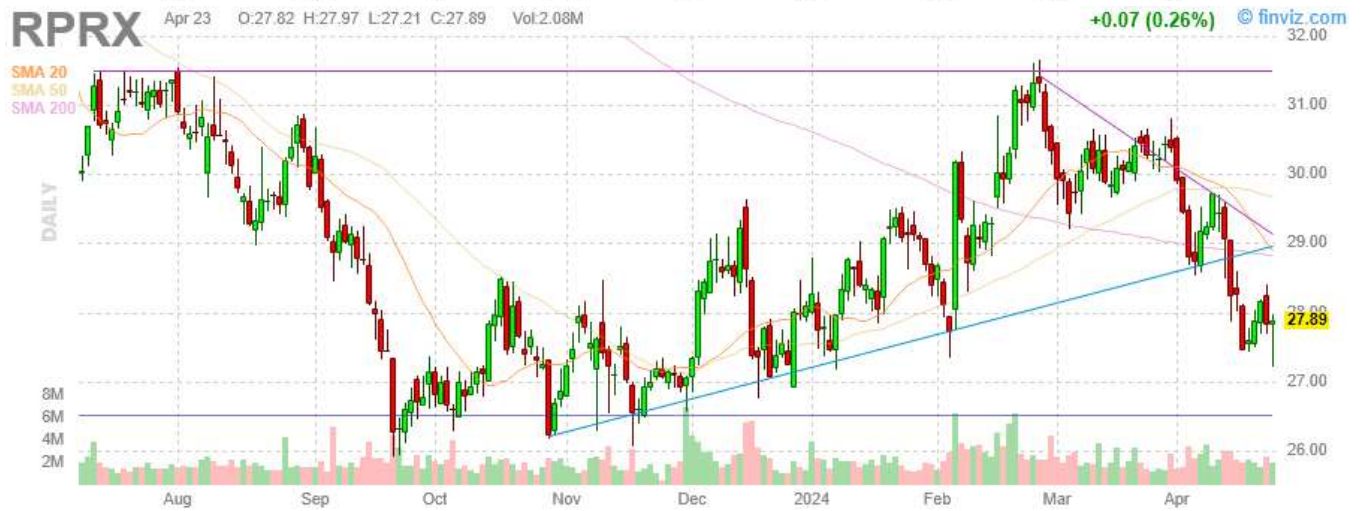 RPRX Apr 23 O:27.82 H:27.97 L:27.21 C:27.89 Vol:2.08M +0.07 (0.26%) © finviz.com
32.00
SMA 20
SMA 50
SMA 200
31.00
30.00
DAILY
29.00
28.00
27.89
27.00
8M
6M
4M
2M
26.00
Aug Sep Oct Nov Dec 2024 Feb Mar Apr